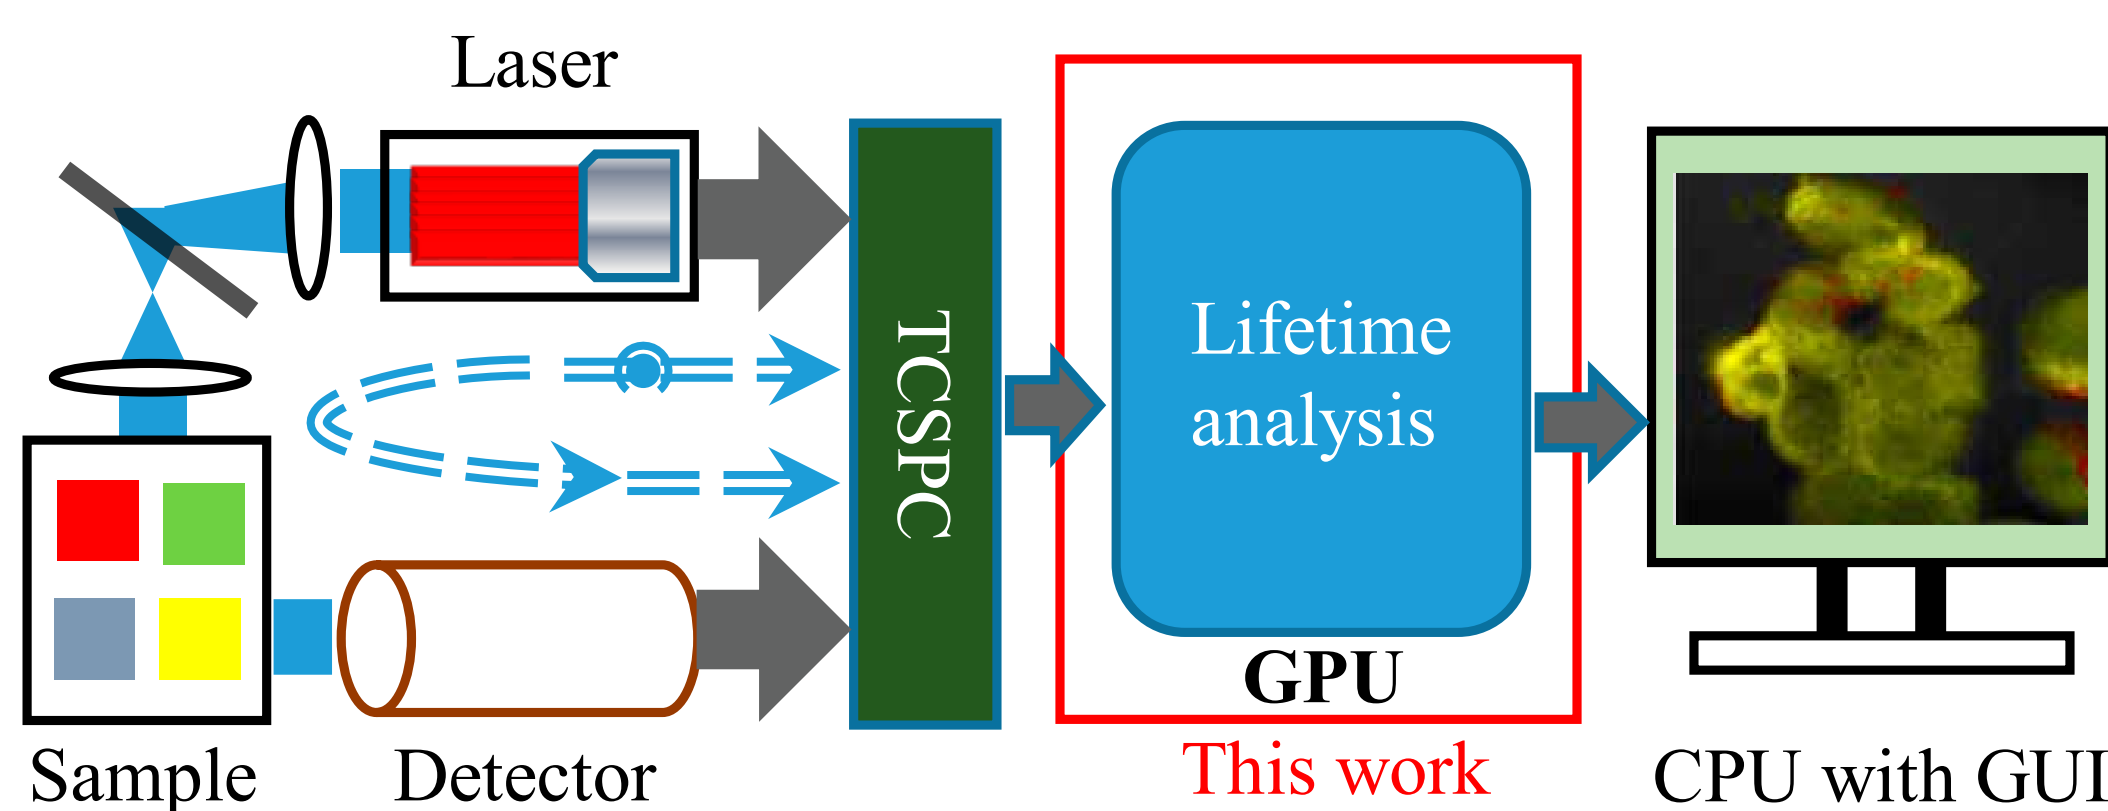 Laser
TCSPC
Lifetime
analysis
GPU
Sample
Detector
This work
CPU with GUI